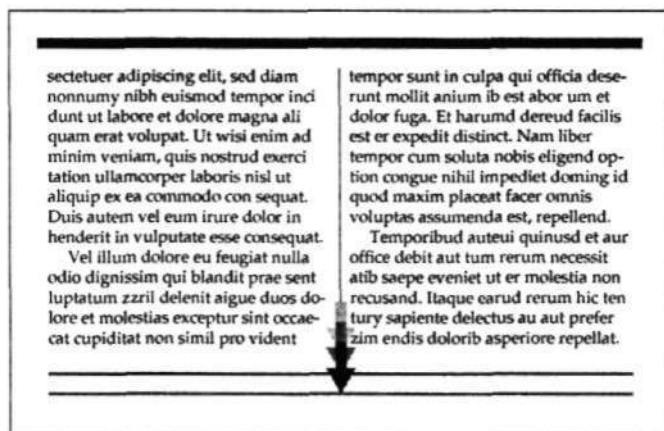 sectetuer adipiscing elit, sed diam
nonnumy nibh euismod tempor inci
dunt ut labore et dolore magna ali
quam erat volupat. Ut wisi enim ad
minim veniam, quis nostrud exerci
tation ullamcorper laboris nisl ut
aliquip ex ea commodo con sequat.
Duis autem vel eum irure dolor in
henderit in vulputate esse consequat.
Vel illum dolore eu feugiat nulla
odio dignissim qui blandit prae sent
luptatum zzril delenit aigue duos do-
lore et molestias exceptur sint occae-
cat cupiditat non simil pro vident
tempor sunt in culpa qui officia dese-
runt mollit anium ib est abor um et
dolor fuga. Et harumd dereud facilis
est er expedit distinct. Nam liber
tempor cum soluta nobis eligend op-
tion congue nihil impediet doming id
quod maxim placeat facer omnis
voluptas assumenda est, repellend.
Temporibud auteui quinusd et aur
office debit aut tum rerum necessit
atib saepe eveniet ut er molestia non
recusand. Itaque earud rerum hic ten
tury sapiente delectus au aut prefer
zim endis dolorib asperiore repellat.